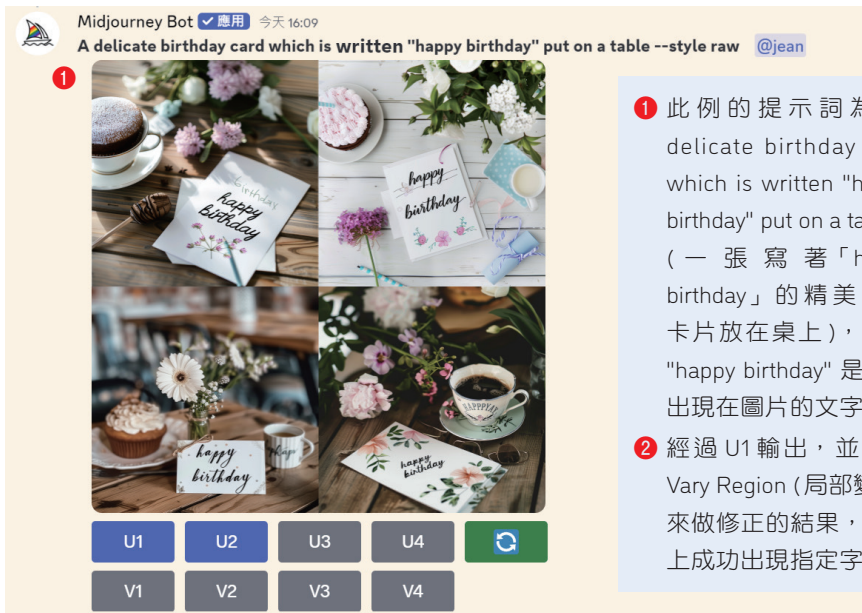 Midjourney Bot ✓ 應用 今天 16:09
A delicate birthday card which is written "happy birthday" put on a table --style raw @jean
1
birthday
happy
Birthday
happy
birthday
happy
birthday
HAPPPYAY
happy
birthday
U1 U2 U3 U4
V1 V2 V3 V4
1 此例的提示詞為
delicate birthday
which is written "h
birthday" put on a ta
(一張寫著「h
birthday」的精美
卡片放在桌上),
"happy birthday" 是
出現在圖片的文字
2 經過 U1 輸出,並
Vary Region (局部變
來做修正的結果,
上成功出現指定字